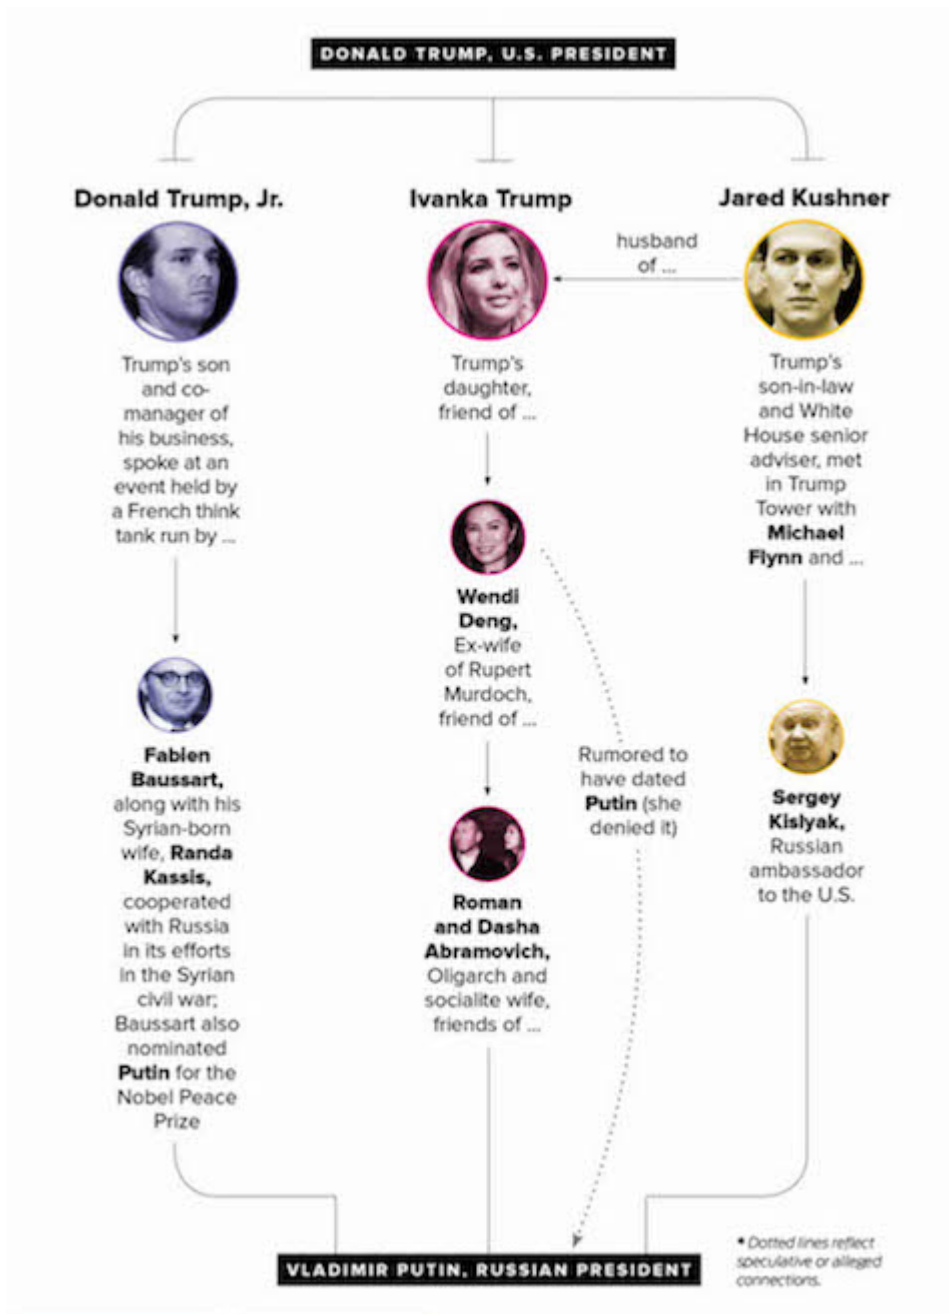 DONALD TRUMP, U.S. PRESIDENT
Donald Trump, Jr.
Trump's son
and co-
manager of
his business,
spoke at an
event held by
a French think
tank run by ...
Fabien
Baussart,
along with his
Syrian-born
wife, Randa
Kassis,
cooperated
with Russia
in its efforts
in the Syrian
civil war;
Baussart also
nominated
Putin for the
Nobel Peace
Prize
Ivanka Trump
Trump's
daughter,
friend of ...
Wendi
Deng,
Ex-wife
of Rupert
Murdoch,
friend of ...
Roman
and Dasha
Abramovich,
Oligarch and
socialite wife,
friends of ...
Rumored to
have dated
Putin (she
denied it)
husband
of ...
Jared Kushner
Trump's
son-in-law
and White
House senior
adviser, met
in Trump
Tower with
Michael
Flynn and ...
Sergey
Kislyak,
Russian
ambassador
to the U.S.
VLADIMIR PUTIN, RUSSIAN PRESIDENT
* Dotted lines reflect
speculative or alleged
connections.